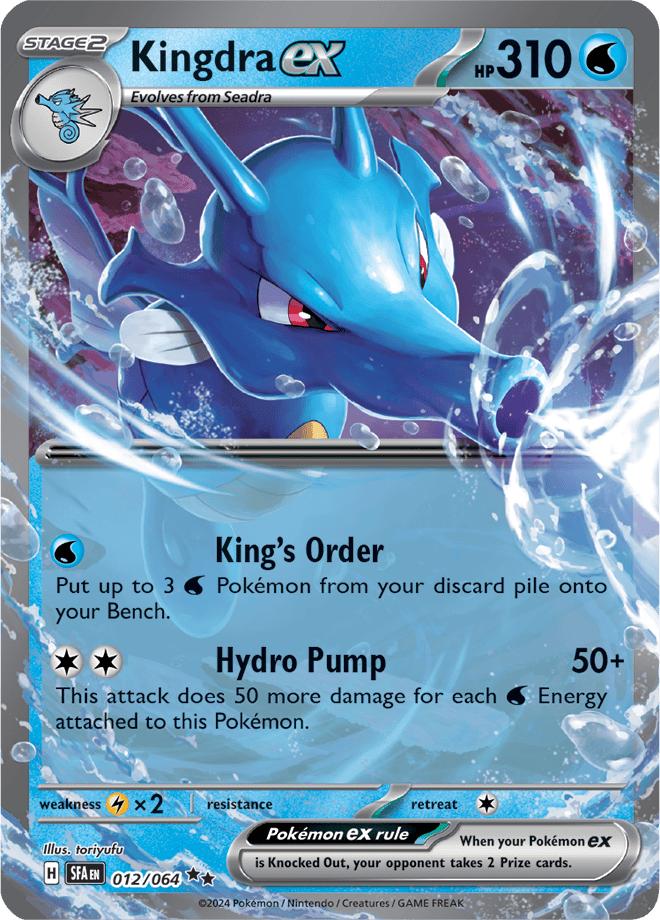 STAGE2
Kingdra ex HP 310
Evolves from Seadra
King's Order
Put up to 3 Pokémon from your discard pile onto
your Bench.
Hydro Pump 50+
This attack does 50 more damage for each Energy
attached to this Pokémon.
weakness ×2 resistance retreat
Illus. toriyufu
Pokémon ex rule When your Pokémon ex
is Knocked Out, your opponent takes 2 Prize cards.
H SFA EN 012/064 ★★
©2024 Pokémon / Nintendo / Creatures / GAME FREAK